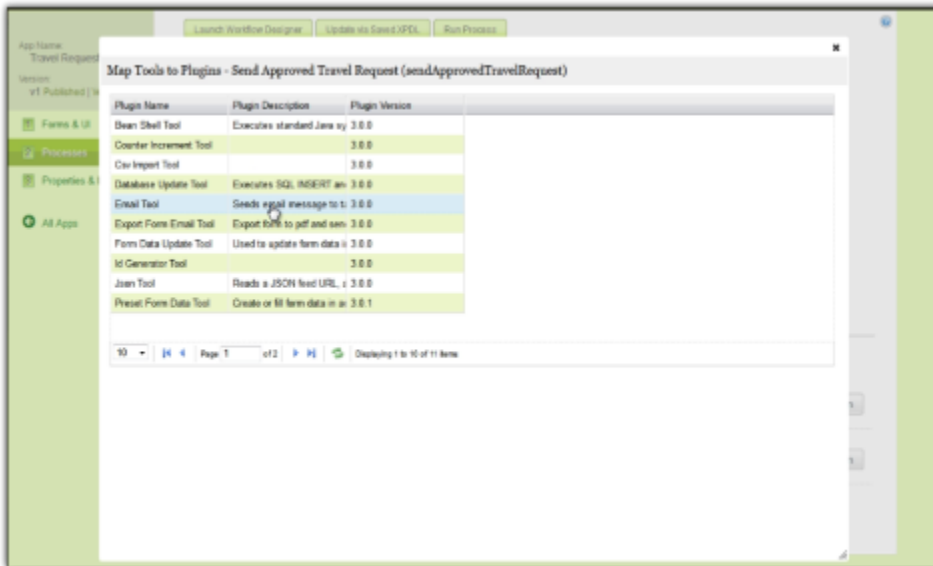 Launch Workflow Designer Update via Saved XPDL Run Process
App Name:
Travel Request
Version:
v1 Published
Forms & UI
Processes
Properties &
All Apps
Map Tools to Plugins - Send Approved Travel Request (sendApprovedTravelRequest)
Plugin Name Plugin Description Plugin Version
Bean Shell Tool Executes standard Java sy 3.0.0
Counter Increment Tool 3.0.0
Csv Import Tool 3.0.0
Database Update Tool Executes SQL INSERT an 3.0.0
Email Tool Sends email message to t 3.0.0
Export Form Email Tool Export form to pdf and sen 3.0.0
Form Data Update Tool Used to update form data i 3.0.0
Id Generator Tool 3.0.0
Json Tool Reads a JSON feed URL, 3.0.0
Preset Form Data Tool Create or fill form data in a 3.0.1
10 Page 1 of 2 Displaying 1 to 10 of 11 items